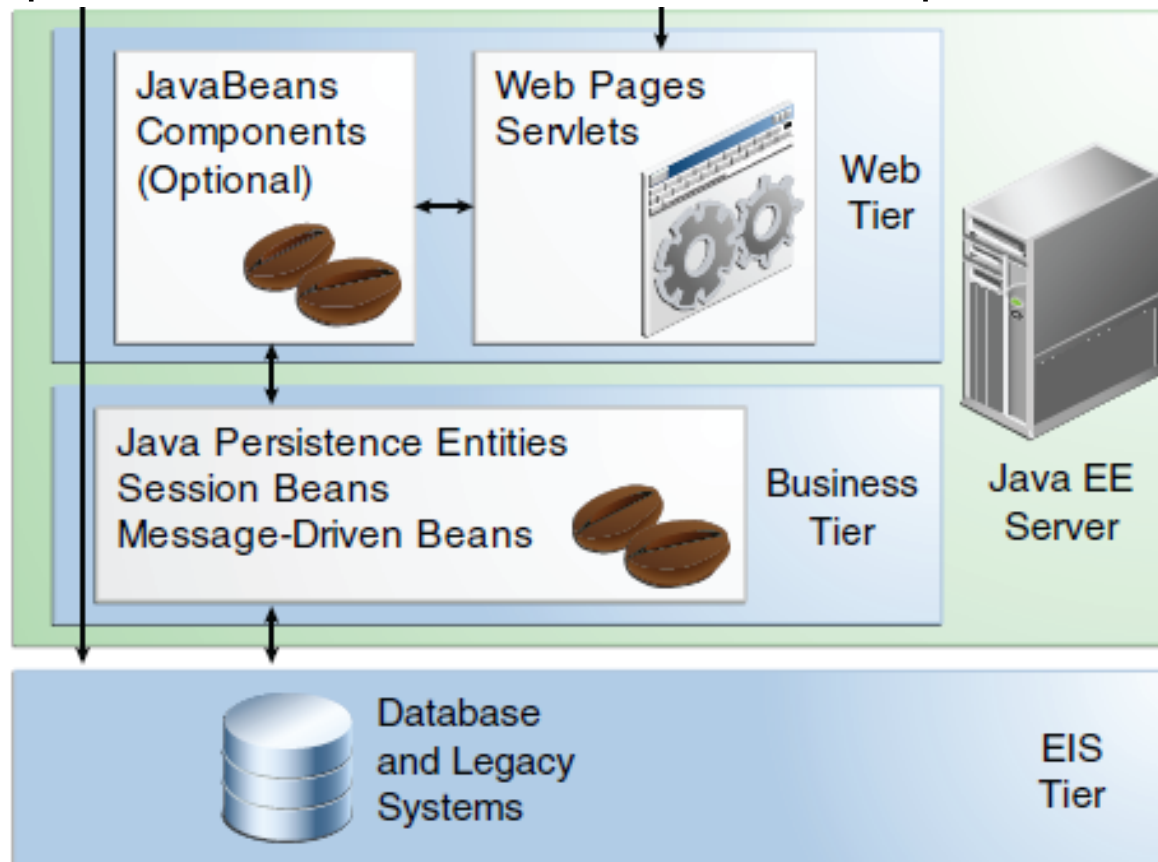 JavaBeans
Components
(Optional)
Web Pages
Servlets
Web
Tier
Java Persistence Entities
Session Beans
Message-Driven Beans
Business
Tier
Java EE
Server
Database
and Legacy
Systems
EIS
Tier